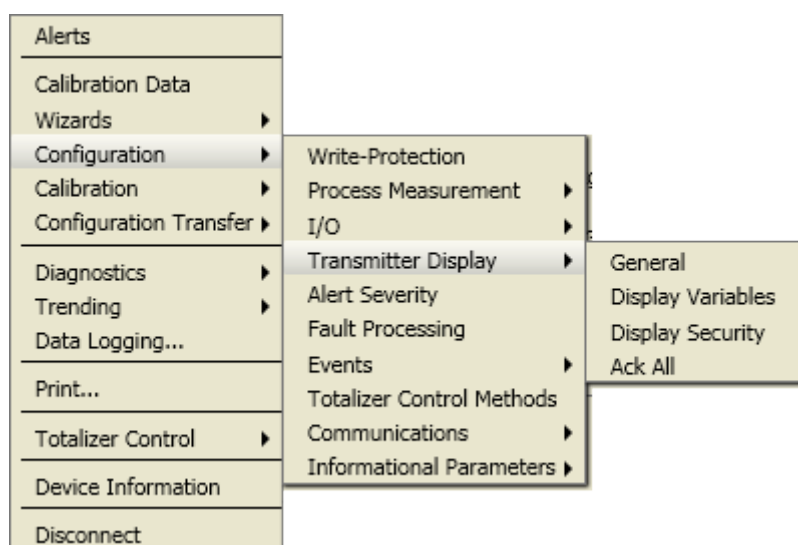 Alerts
Calibration Data
Wizards
Configuration
Calibration
Configuration Transfer
Diagnostics
Trending
Data Logging...
Print...
Totalizer Control
Device Information
Disconnect
Write-Protection
Process Measurement
I/O
Transmitter Display
Alert Severity
Fault Processing
Events
Totalizer Control Methods
Communications
Informational Parameters
General
Display Variables
Display Security
Ack All